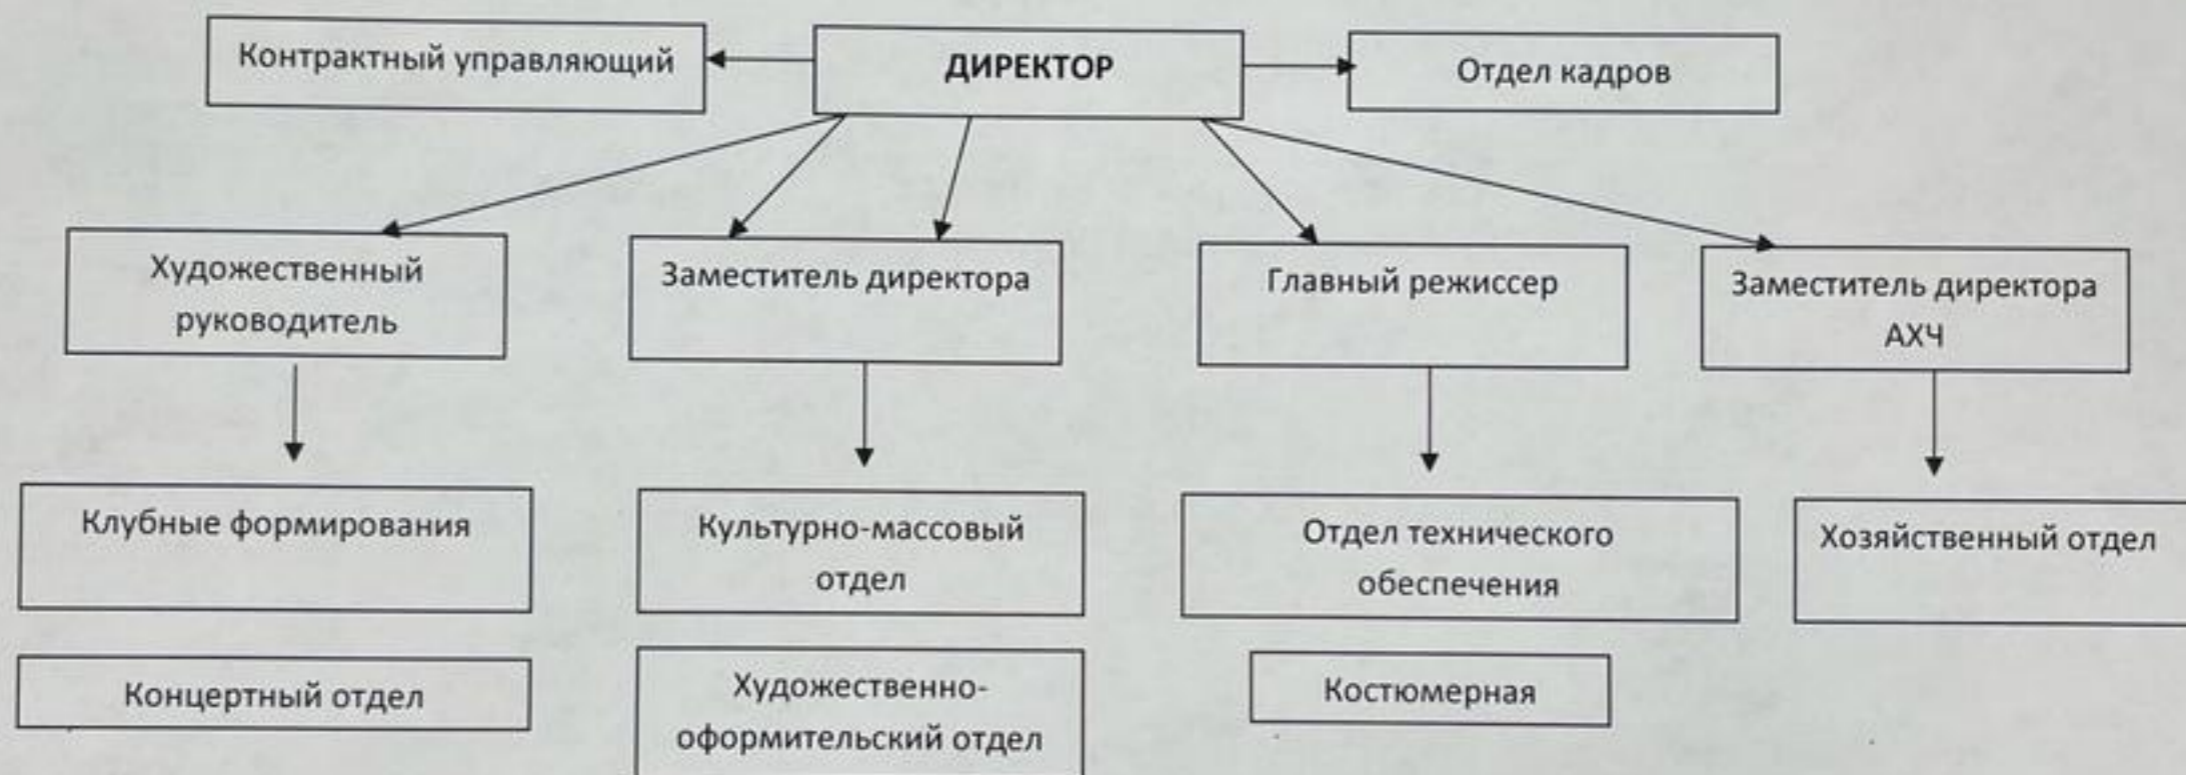 Контрактный управляющий
ДИРЕКТОР
Отдел кадров
Художественный
руководитель
Заместитель директора
Главный режиссер
Заместитель директора
АХЧ
Клубные формирования
Культурно-массовый
отдел
Отдел технического
обеспечения
Хозяйственный отдел
Концертный отдел
Художественно-
оформительский отдел
Костюмерная